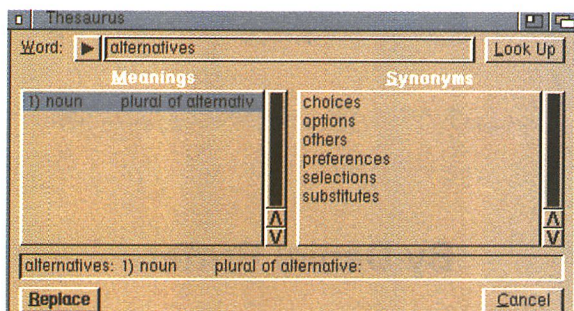 Thesaurus
Word: alternatives Look Up
Meanings Synonyms
1) noun plural of alternativ
choices
options
others
preferences
selections
substitutes
alternatives: 1) noun plural of alternative:
Replace Cancel